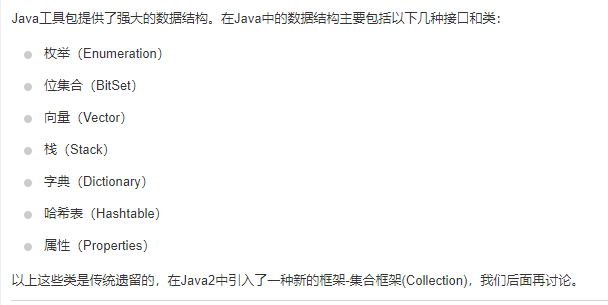 Java工具包提供了强大的数据结构。在Java中的数据结构主要包括以下几种接口和类：
枚举（Enumeration）
位集合（BitSet）
向量（Vector）
栈（Stack）
字典（Dictionary）
哈希表（Hashtable）
属性（Properties）
以上这些类是传统遗留的，在Java2中引入了一种新的框架-集合框架(Collection)，我们后面再讨论。